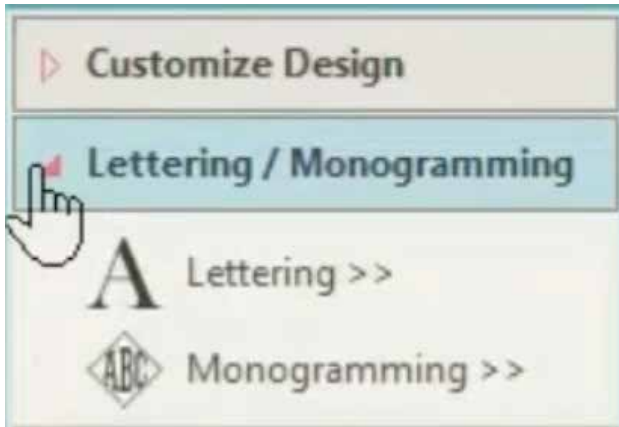 Customize Design
Lettering / Monogramming
A Lettering >>
ABC Monogramming >>